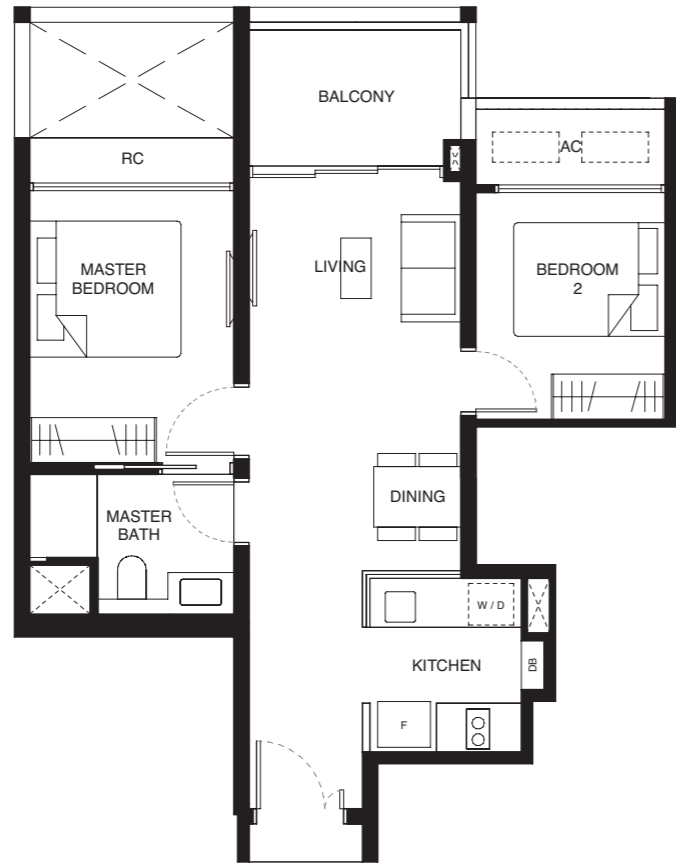 BALCONY
RC
AC
MASTER
BEDROOM
LIVING
BEDROOM
2
DINING
MASTER
BATH
W / D
KITCHEN
DB
F